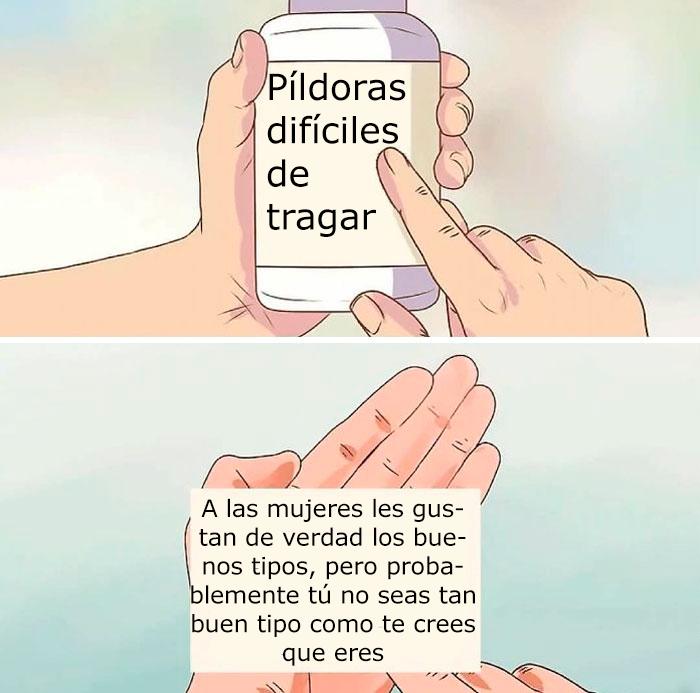 Píldoras
difíciles
de
tragar
A las mujeres les gus-
tan de verdad los bue-
nos tipos, pero proba-
blemente tú no seas tan
buen tipo como te crees
que eres